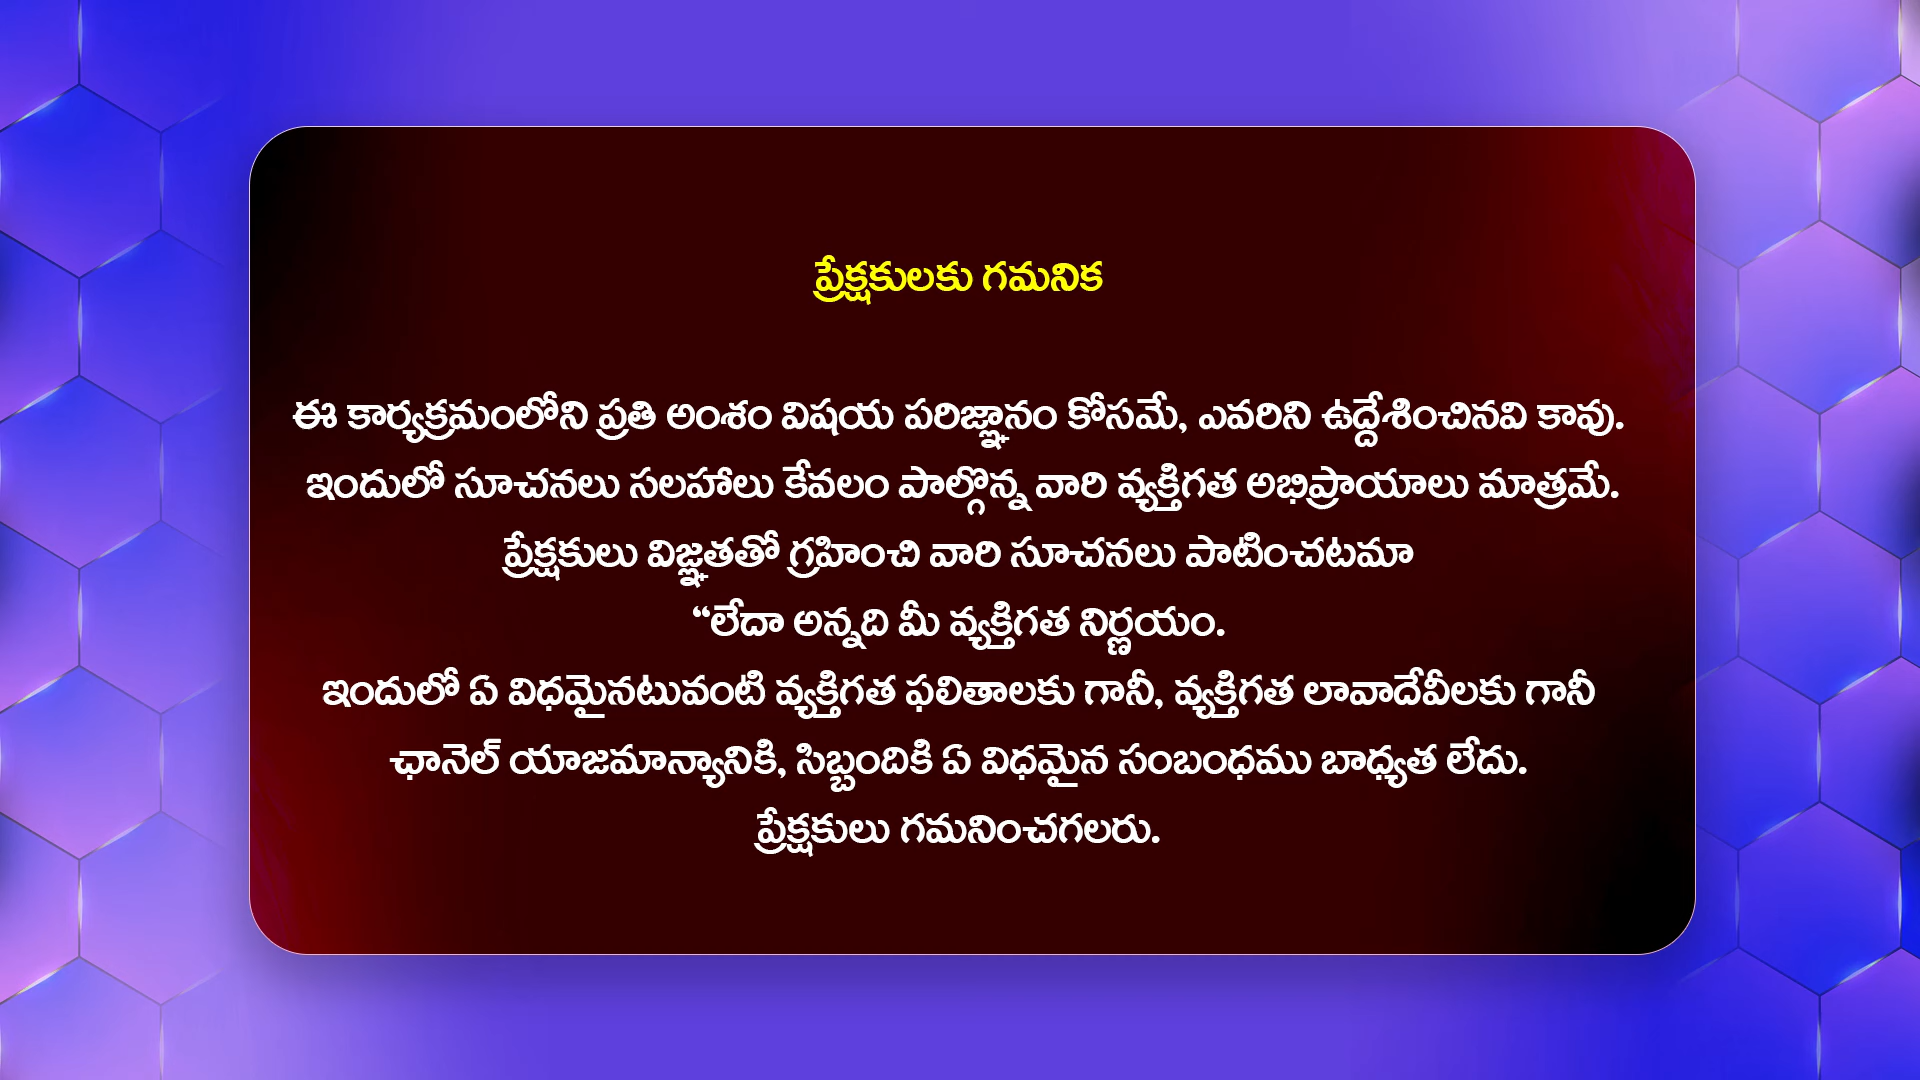 ప్రేక్షకులకు గమనిక
ఈ కార్యక్రమంలోని ప్రతి అంశం విషయ పరిజ్ఞానం కోసమే, ఎవరిని ఉద్దేశించినవి కావు.
ఇందులో సూచనలు సలహాలు కేవలం పాల్గొన్న వారి వ్యక్తిగత అభిప్రాయాలు మాత్రమే.
ప్రేక్షకులు విజ్ఞతతో గ్రహించి వారి సూచనలు పాటించటమా
“లేదా అన్నది మీ వ్యక్తిగత నిర్ణయం.
ఇందులో ఏ విధమైనటువంటి వ్యక్తిగత ఫలితాలకు గానీ, వ్యక్తిగత లావాదేవీలకు గానీ
ఛానెల్ యాజమాన్యానికి, సిబ్బందికి ఏ విధమైన సంబంధము బాధ్యత లేదు.
ప్రేక్షకులు గమనించగలరు.